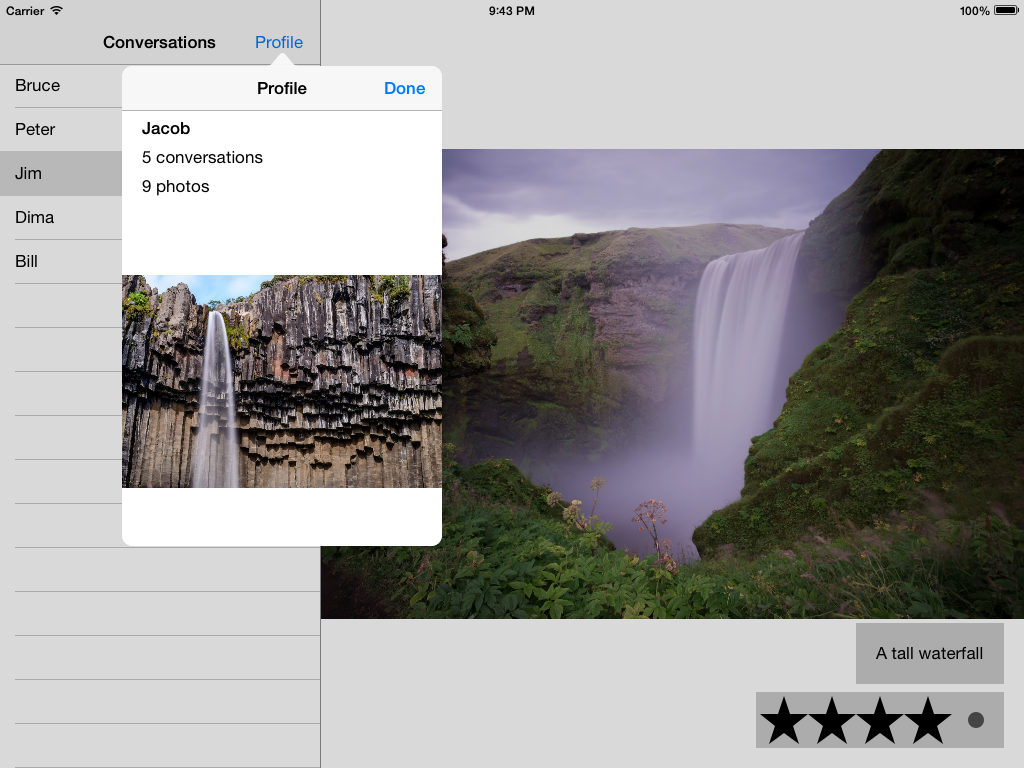 Carrier 9:43 PM 100%
Conversations Profile
Bruce
Peter
Jim
Dima
Bill
Profile Done
Jacob
5 conversations
9 photos
A tall waterfall